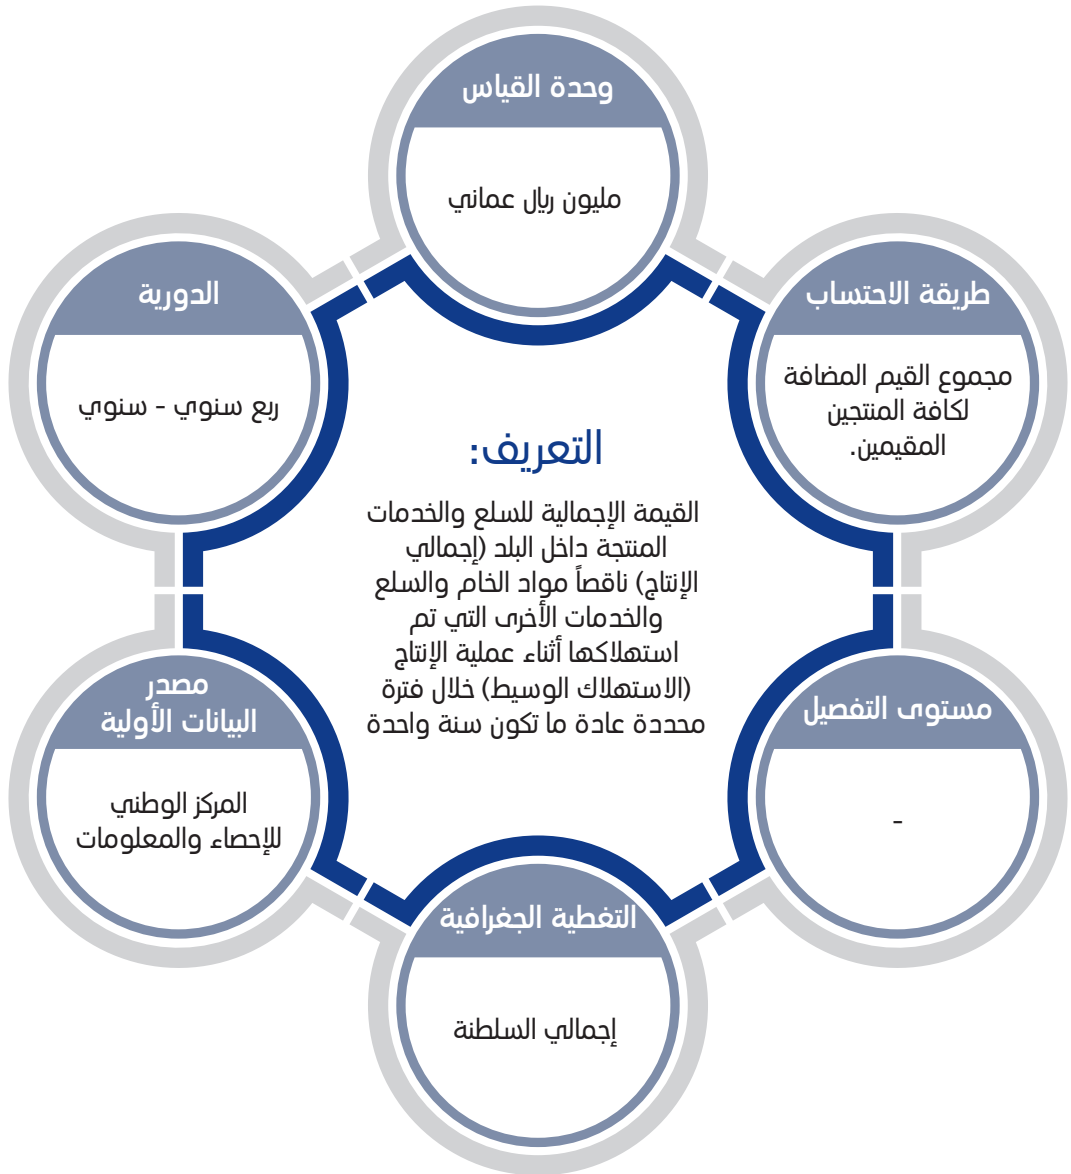 وحدة القياس
مليون ريال عماني
طريقة الاحتساب
مجموع القيم المضافة
لكافة المنتجين
المقيمين.
الدورية
ربع سنوي - سنوي
التعريف:
القيمة الإجمالية للسلع والخدمات
المنتجة داخل البلد (إجمالي
الإنتاج) ناقصاً مواد الخام والسلع
والخدمات الأخرى التي تم
استهلاكها أثناء عملية الإنتاج
(الاستهلاك الوسيط) خلال فترة
محددة عادة ما تكون سنة واحدة
مستوى التفصيل
-
مصدر
البيانات الأولية
المركز الوطني
للإحصاء والمعلومات
التغطية الجغرافية
إجمالي السلطنة